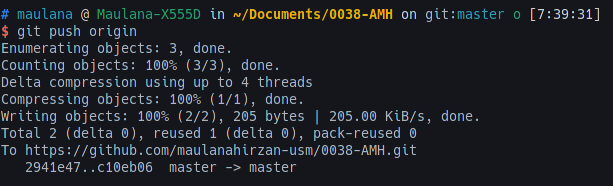 # maulana @ Maulana-X555D in ~/Documents/0038-AMH on git:master o [7:39:31]
$ git push origin
Enumerating objects: 3, done.
Counting objects: 100% (3/3), done.
Delta compression using up to 4 threads
Compressing objects: 100% (1/1), done.
Writing objects: 100% (2/2), 205 bytes | 205.00 KiB/s, done.
Total 2 (delta 0), reused 1 (delta 0), pack-reused 0
To https://github.com/maulanahirzan-usm/0038-AMH.git
   2941e47..c10eb06  master -> master